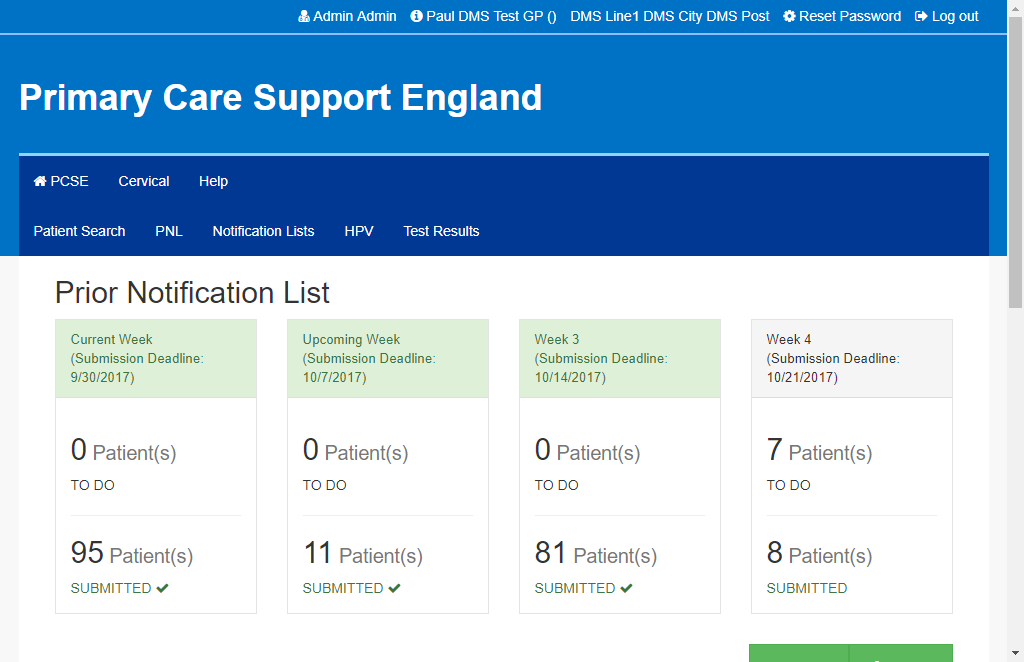 Admin Admin Paul DMS Test GP () DMS Line1 DMS City DMS Post Reset Password Log out
Primary Care Support England
PCSE Cervical Help
Patient Search PNL Notification Lists HPV Test Results
Prior Notification List
Current Week
(Submission Deadline:
9/30/2017)
0 Patient(s)
TO DO
95 Patient(s)
SUBMITTED
Upcoming Week
(Submission Deadline:
10/7/2017)
0 Patient(s)
TO DO
11 Patient(s)
SUBMITTED
Week 3
(Submission Deadline:
10/14/2017)
0 Patient(s)
TO DO
81 Patient(s)
SUBMITTED
Week 4
(Submission Deadline:
10/21/2017)
7 Patient(s)
TO DO
8 Patient(s)
SUBMITTED